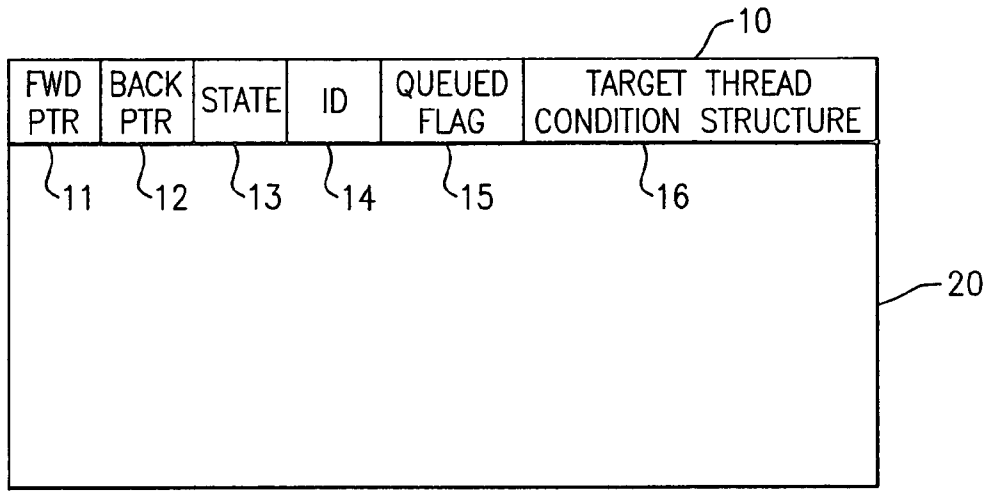 10
FWD PTR
BACK PTR
STATE
ID
QUEUED FLAG
TARGET THREAD CONDITION STRUCTURE
11
12
13
14
15
16
20